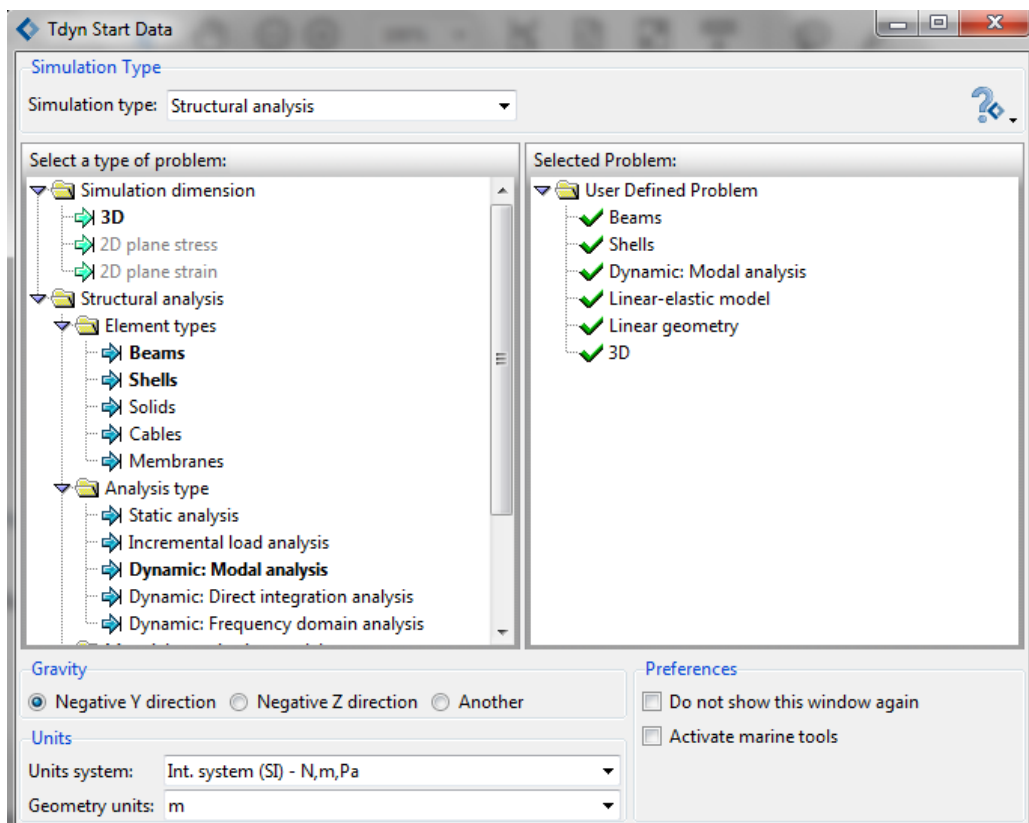 Tdyn Start Data
Simulation Type
Simulation type: Structural analysis
Select a type of problem:
Simulation dimension
3D
2D plane stress
2D plane strain
Structural analysis
Element types
Beams
Shells
Solids
Cables
Membranes
Analysis type
Static analysis
Incremental load analysis
Dynamic: Modal analysis
Dynamic: Direct integration analysis
Dynamic: Frequency domain analysis
Selected Problem:
User Defined Problem
Beams
Shells
Dynamic: Modal analysis
Linear-elastic model
Linear geometry
3D
Gravity
Negative Y direction Negative Z direction Another
Units
Units system: Int. system (SI) - N,m,Pa
Geometry units: m
Preferences
Do not show this window again
Activate marine tools